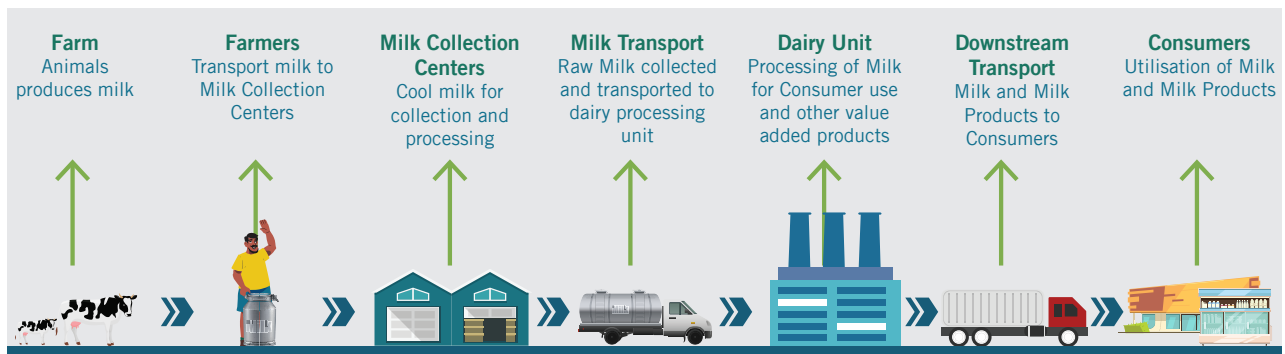 Farm
Animals
produces milk
Farmers
Transport milk to
Milk Collection
Centers
Milk Collection
Centers
Cool milk for
collection and
processing
Milk Transport
Raw Milk collected
and transported to
dairy processing
unit
Dairy Unit
Processing of Milk
for Consumer use
and other value
added products
Downstream
Transport
Milk and Milk
Products to
Consumers
Consumers
Utilisation of Milk
and Milk Products